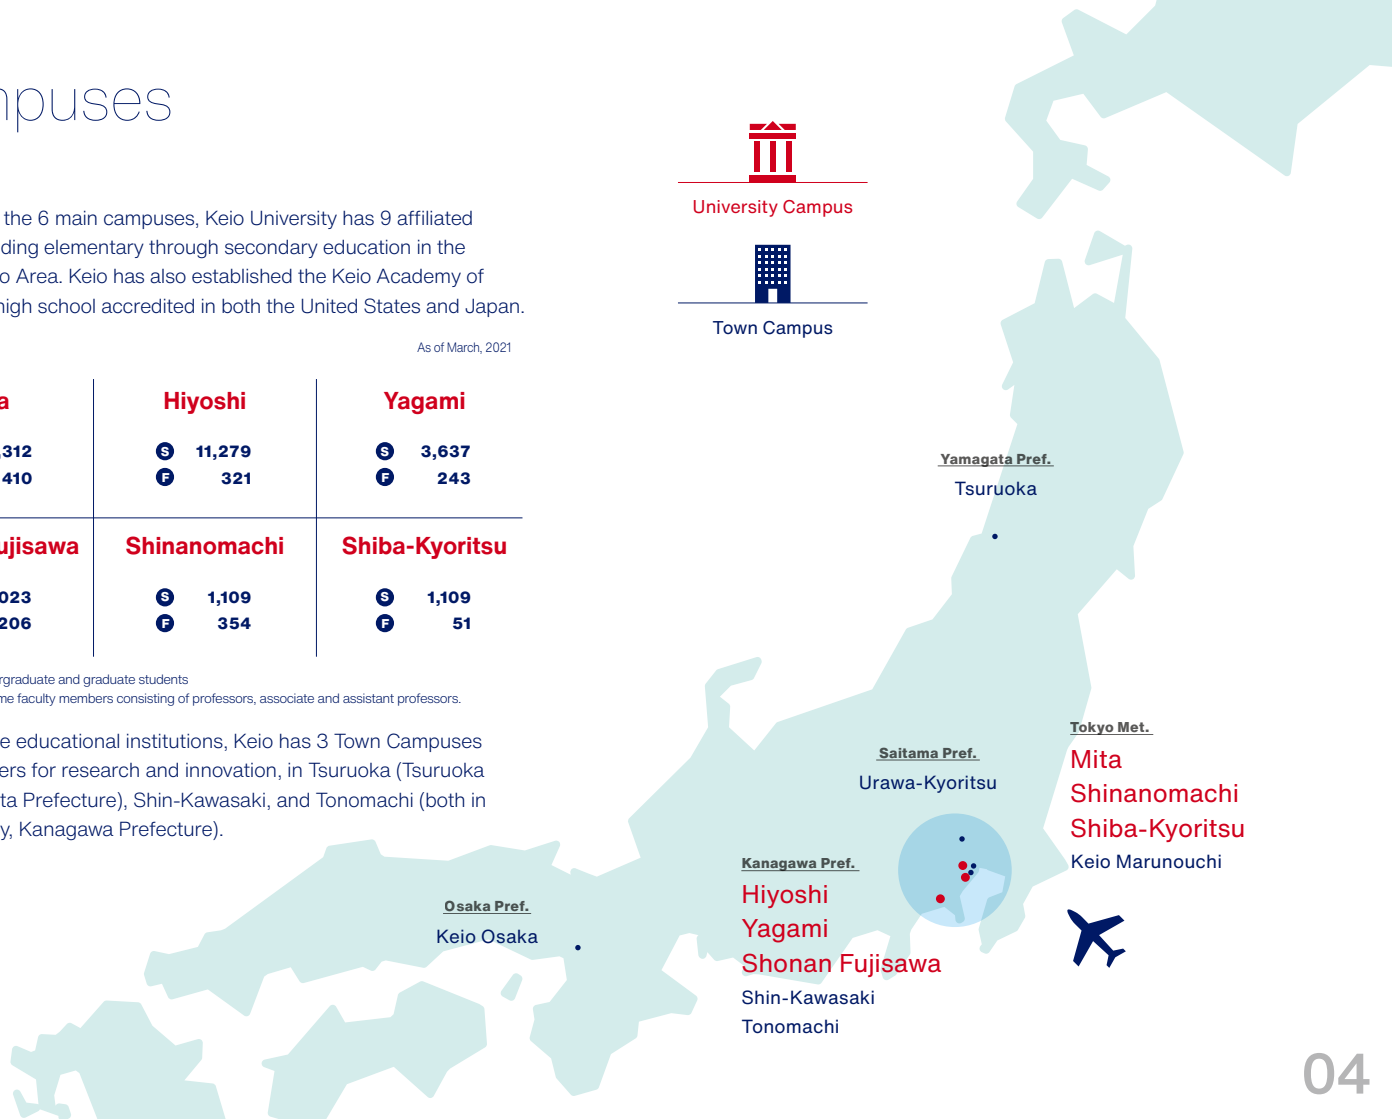 puses
the 6 main campuses, Keio University has 9 affiliated
ding elementary through secondary education in the
o Area. Keio has also established the Keio Academy of
high school accredited in both the United States and Japan.
As of March, 2021
a
,312
410
Hiyoshi
S 11,279
F 321
Yagami
S 3,637
F 243
ujisawa
023
206
Shinanomachi
S 1,109
F 354
Shiba-Kyoritsu
S 1,109
F 51
rgraduate and graduate students
me faculty members consisting of professors, associate and assistant professors.
e educational institutions, Keio has 3 Town Campuses
ers for research and innovation, in Tsuruoka (Tsuruoka
ta Prefecture), Shin-Kawasaki, and Tonomachi (both in
y, Kanagawa Prefecture).
University Campus
Town Campus
Yamagata Pref.
Tsuruoka
Saitama Pref.
Urawa-Kyoritsu
Tokyo Met.
Mita
Shinanomachi
Shiba-Kyoritsu
Keio Marunouchi
Kanagawa Pref.
Hiyoshi
Yagami
Shonan Fujisawa
Shin-Kawasaki
Tonomachi
Osaka Pref.
Keio Osaka
04